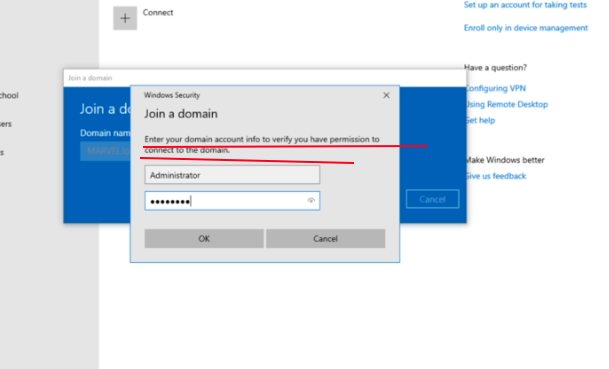 Connect
Set up an account for taking tests
Enroll only in device management
Have a question?
Configuring VPN
Using Remote Desktop
Get help
Make Windows better
Give us feedback
Join a domain
Join a do
Domain nam
Windows Security
Join a domain
Enter your domain account info to verify you have permission to
connect to the domain.
Administrator
OK
Cancel
Cancel